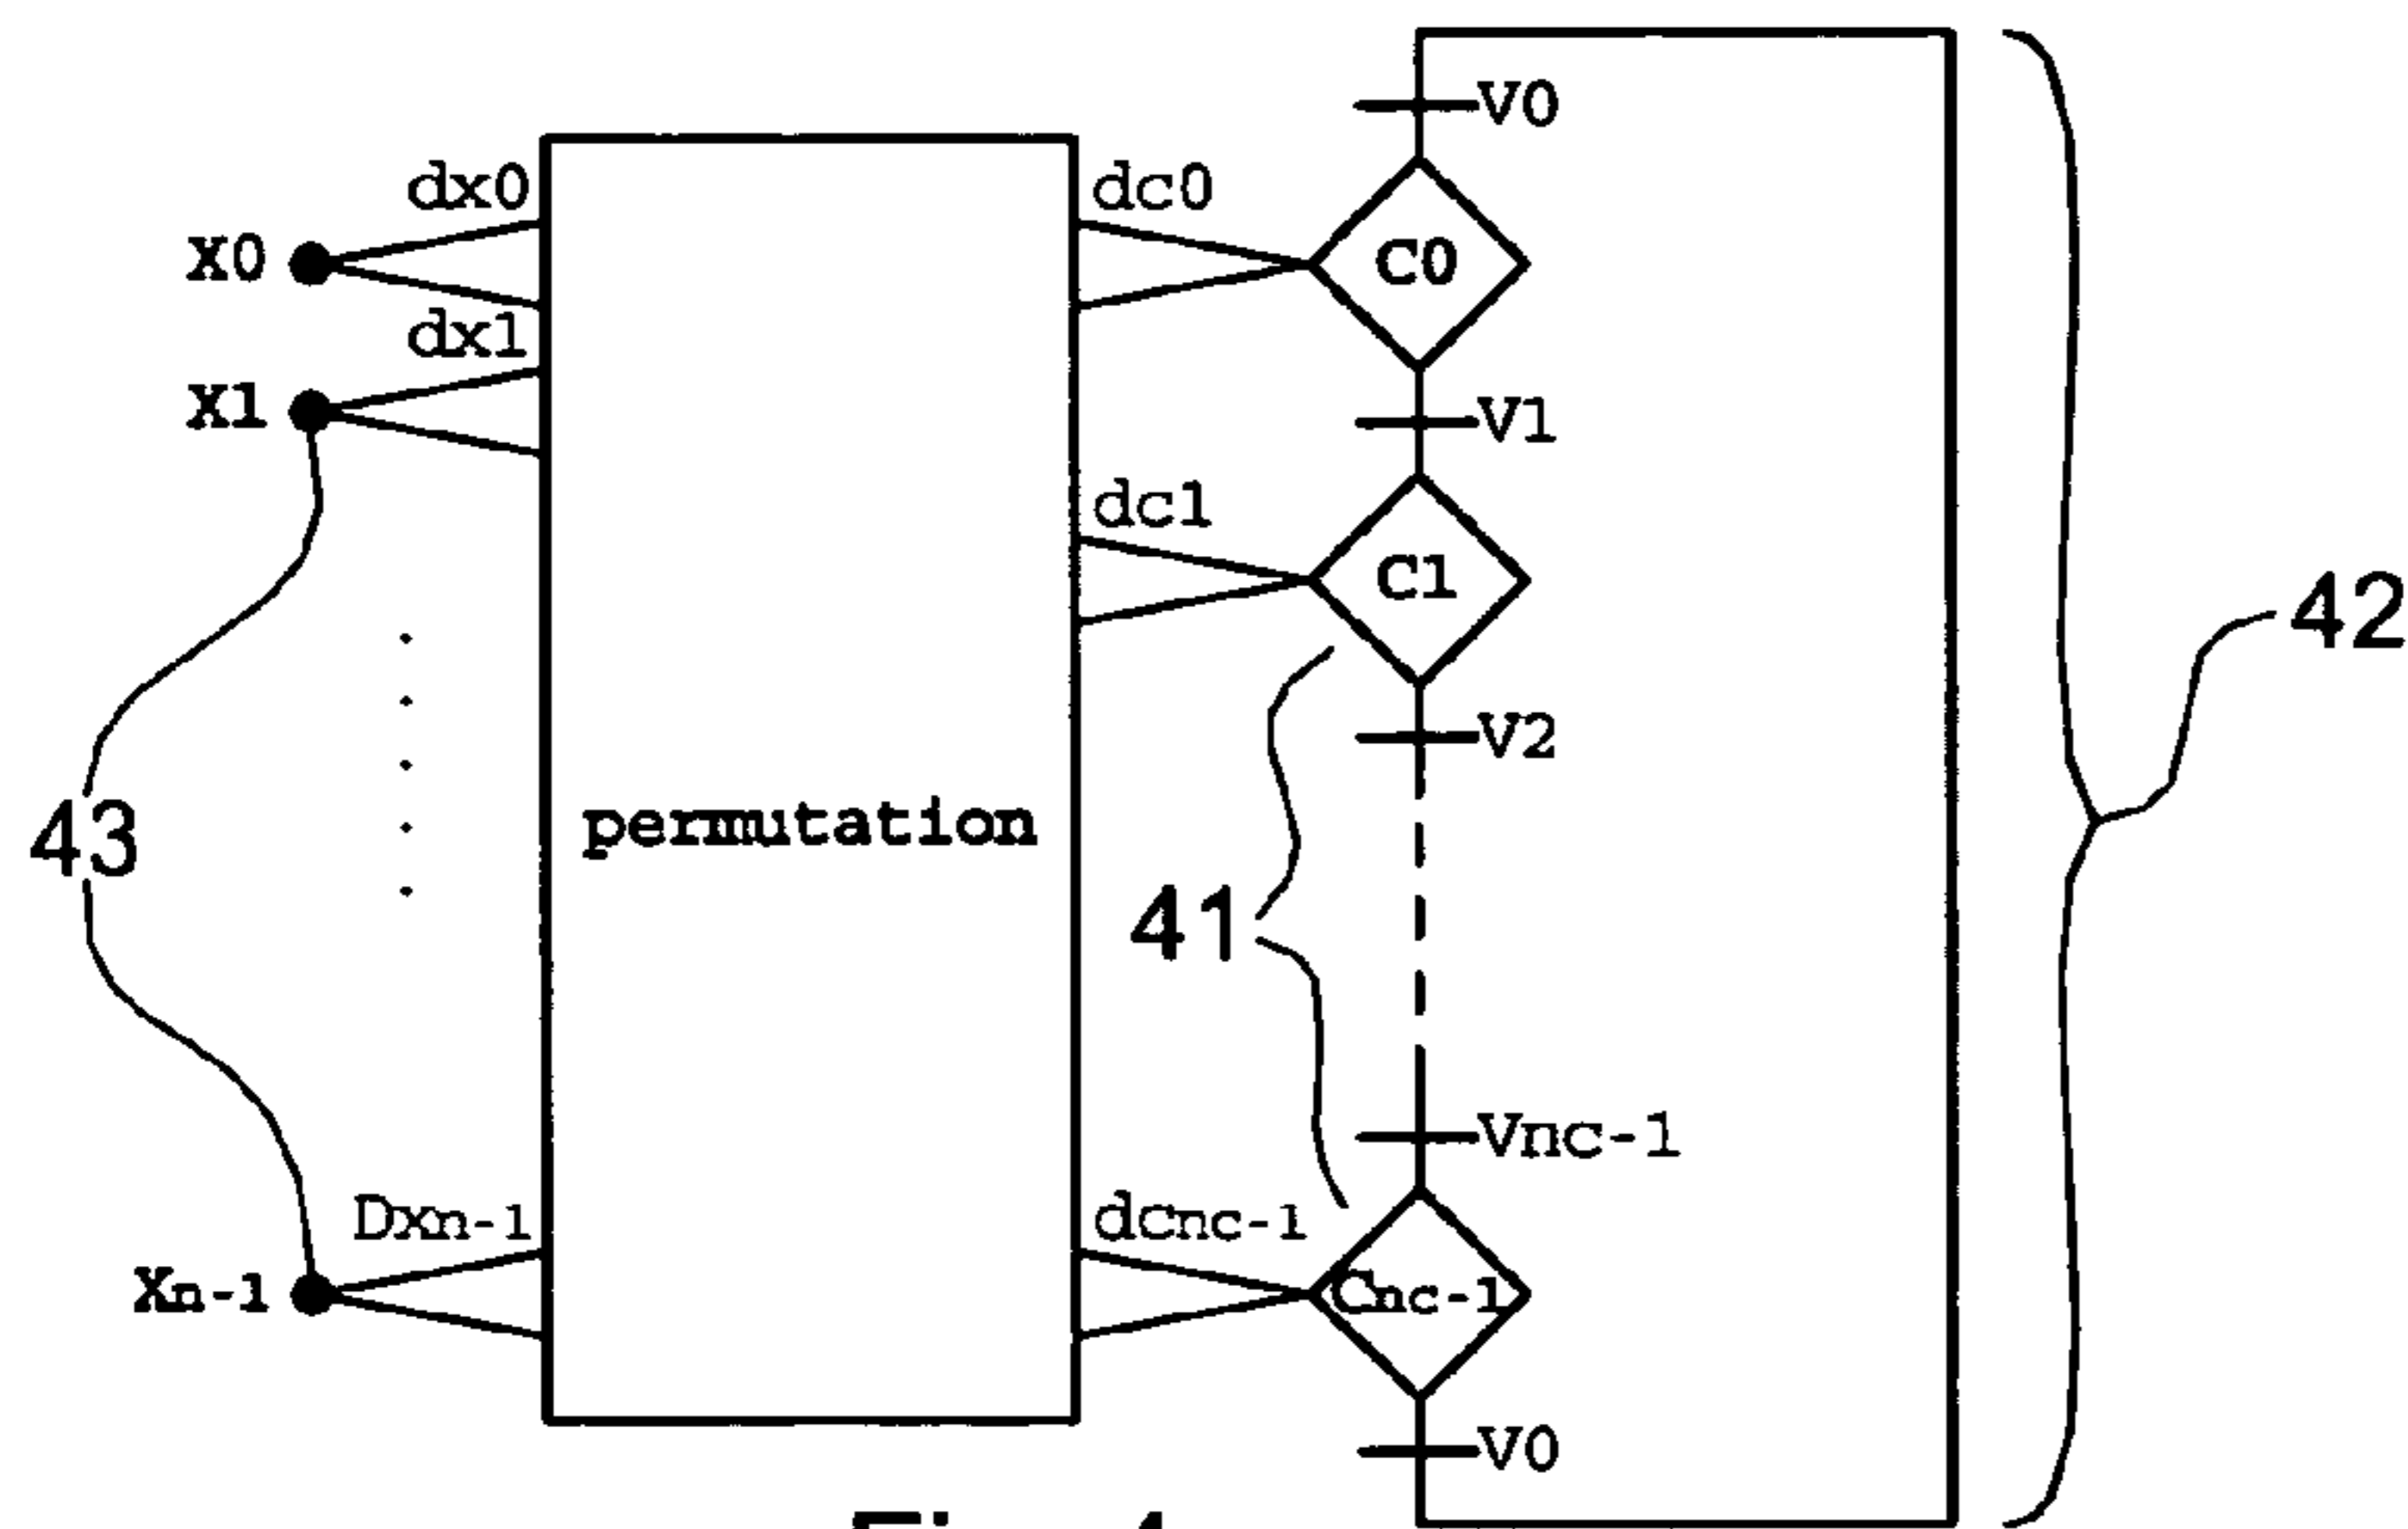 V0
dx0
dc0
X0
C0
dx1
X1
V1
dc1
C1
42
V2
43
permutation
41
Vnc-1
Dxn-1
dcnc-1
Xn-1
Cnc-1
V0